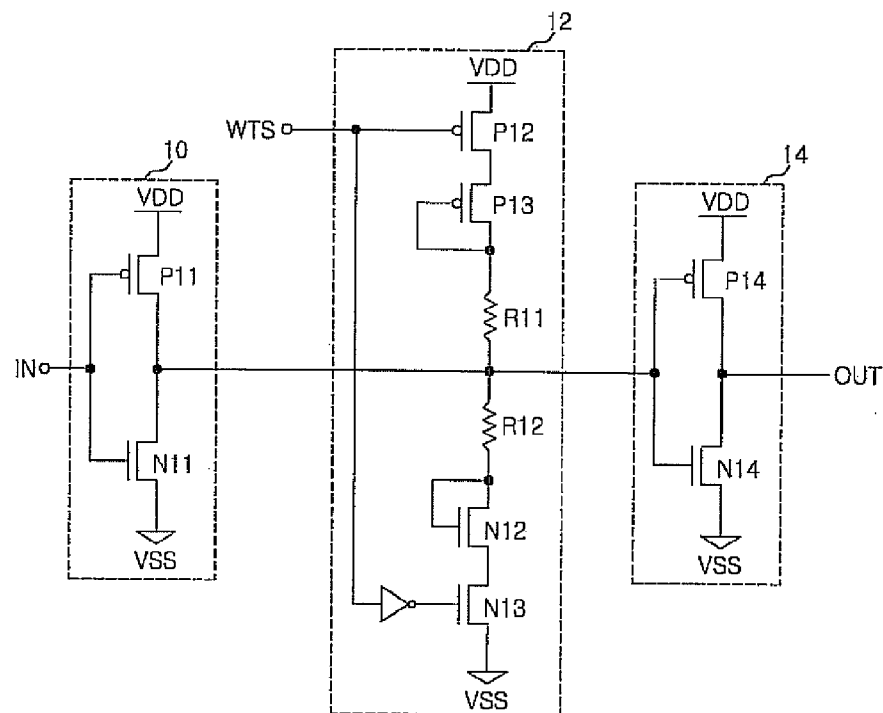 12
VDD
WTS
P12
10
14
VDD
P13
VDD
P11
R11
P14
IN
OUT
R12
N11
N12
N14
VSS
N13
VSS
VSS